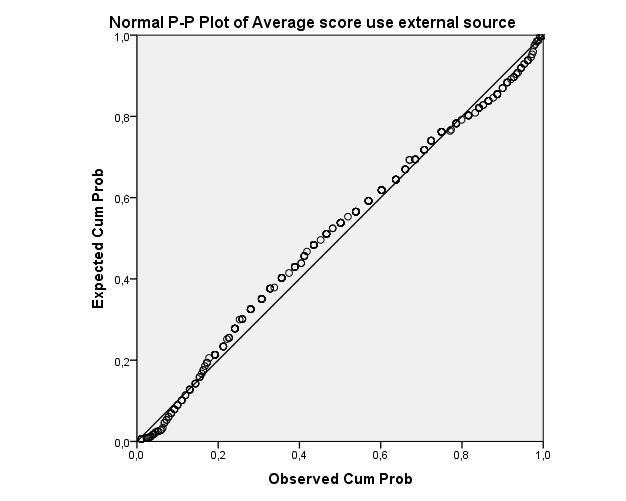 Normal P-P Plot of Average score use external source
1,0
0,8
0,6
0,4
0,2
0,0
Expected Cum Prob
0,0 0,2 0,4 0,6 0,8 1,0
Observed Cum Prob